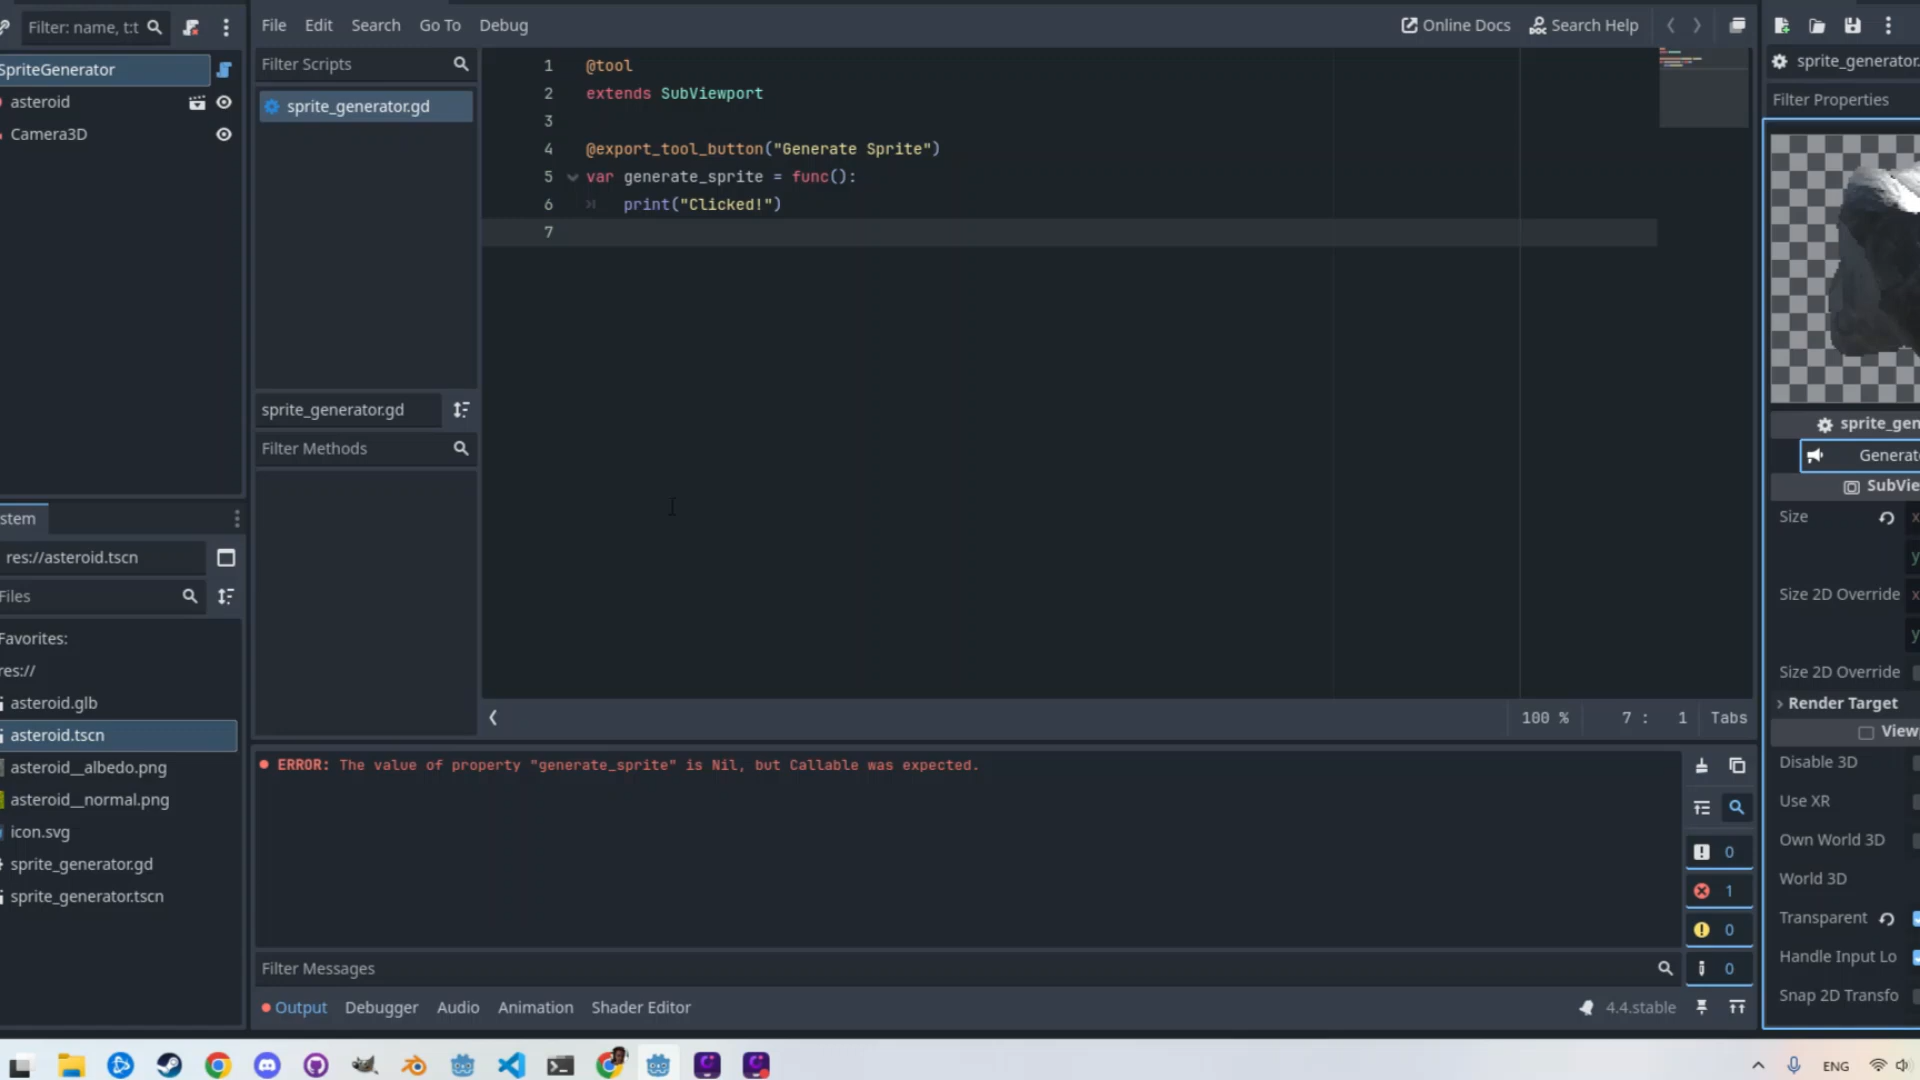 Filter: name, t:t
SpriteGenerator
asteroid
Camera3D
stem
res://asteroid.tscn
Files
Favorites:
res://
asteroid.glb
asteroid.tscn
asteroid__albedo.png
asteroid__normal.png
icon.svg
sprite_generator.gd
sprite_generator.tscn
File Edit Search Go To Debug
Online Docs Search Help
Filter Scripts
sprite_generator.gd
sprite_generator.gd
Filter Methods
1 @tool
2 extends SubViewport
3
4 @export_tool_button("Generate Sprite")
5 var generate_sprite = func():
6 print("Clicked!")
7
100 % 7 : 1 Tabs
ERROR: The value of property "generate_sprite" is Nil, but Callable was expected.
0
1
0
0
Filter Messages
Output Debugger Audio Animation Shader Editor
4.4.stable
sprite_generator.
Filter Properties
sprite_gen
Generat
SubVie
Size x
y
Size 2D Override x
y
Size 2D Override
Render Target
View
Disable 3D
Use XR
Own World 3D
World 3D
Transparent
Handle Input Lo
Snap 2D Transfo
ENG